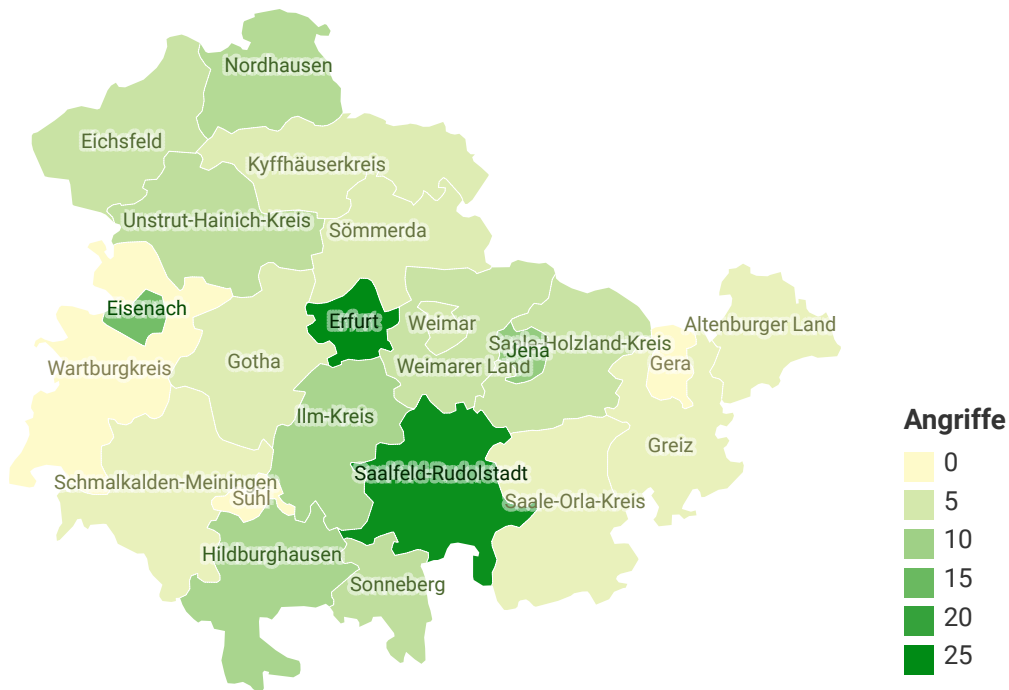 Nordhausen
Eichsfeld
Kyffhäuserkreis
Unstrut-Hainich-Kreis
Sömmerda
Eisenach
Erfurt
Weimar
Altenburger Land
Saale-Holzland-Kreis
Jena
Gotha
Gera
Wartburgkreis
Weimarer Land
Ilm-Kreis
Greiz
Saalfeld-Rudolstadt
Schmalkalden-Meiningen
Suhl
Saale-Orla-Kreis
Hildburghausen
Sonneberg
Angriffe
0
5
10
15
20
25